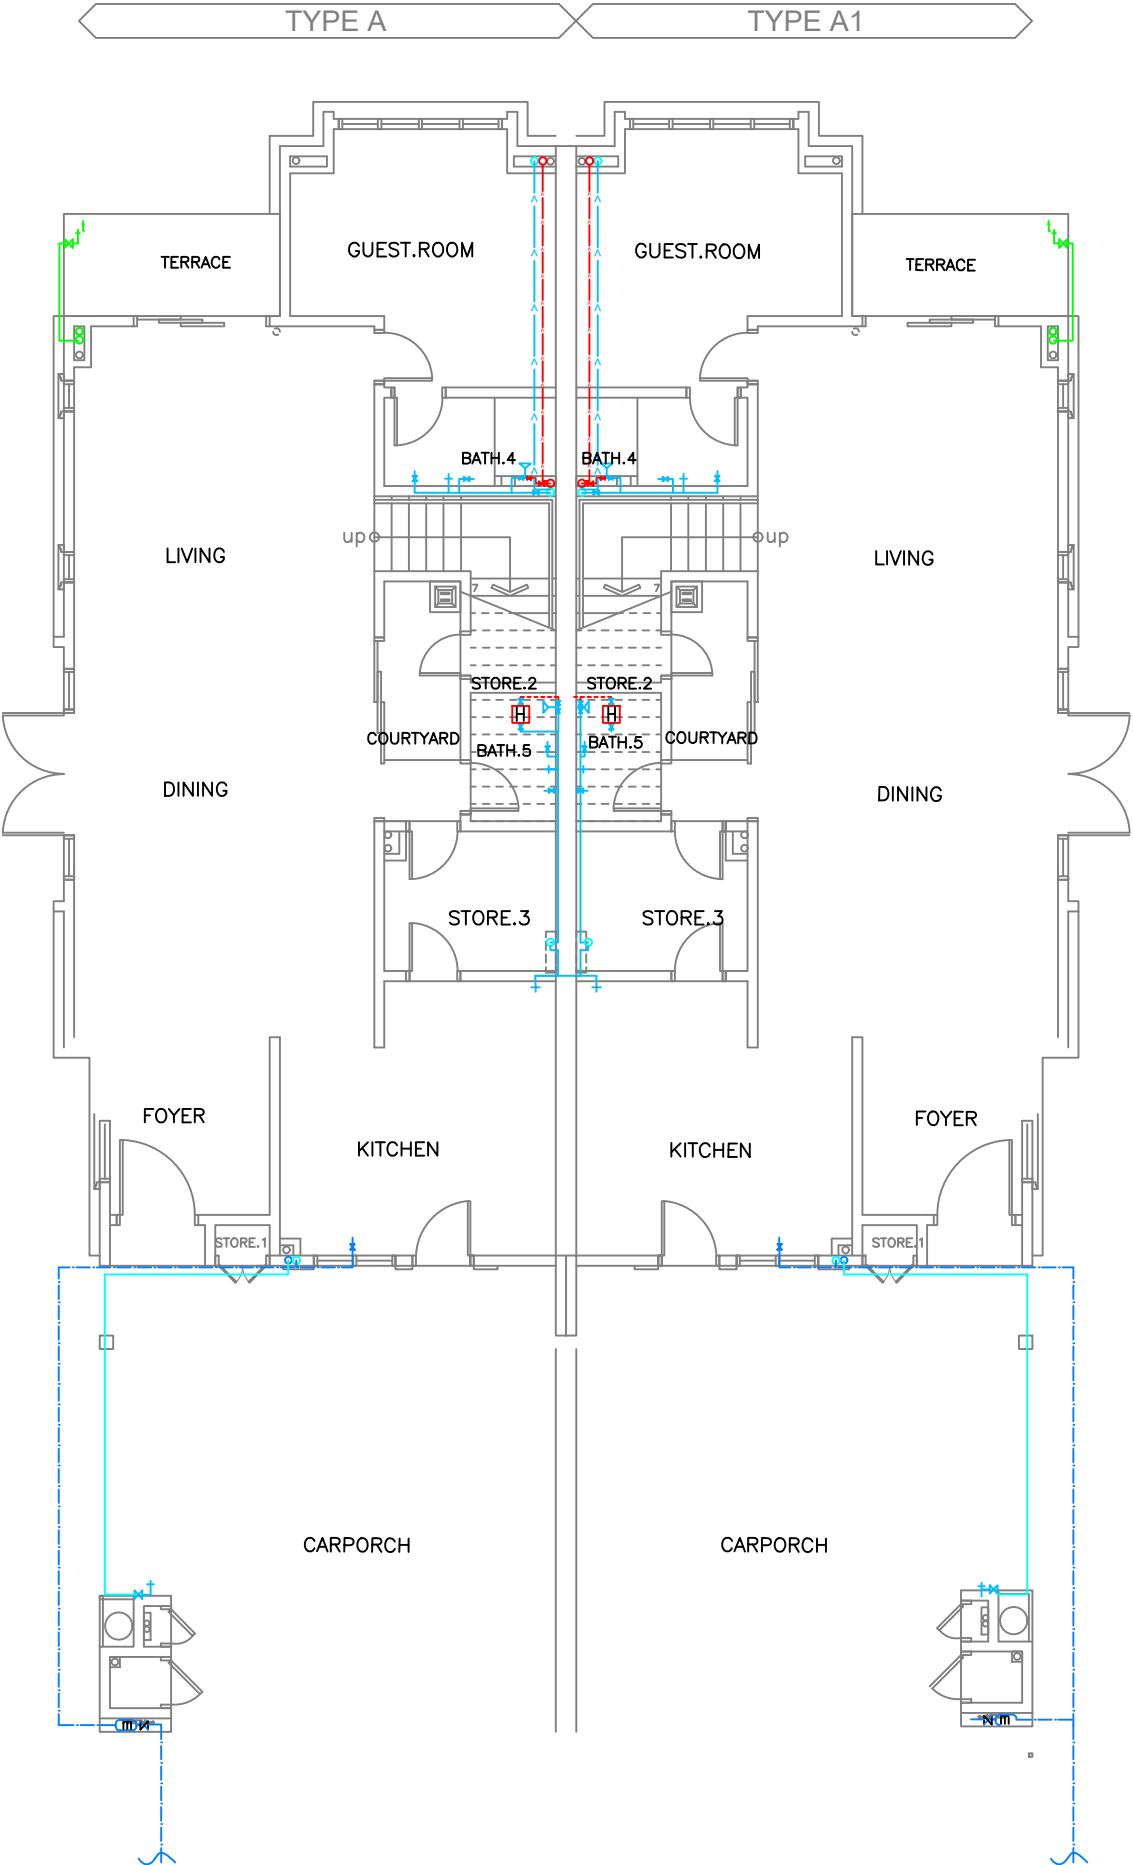 TYPE A TYPE A1
GUEST.ROOM GUEST.ROOM
TERRACE TERRACE
t t
t t
BATH.4 BATH.4
up up
LIVING LIVING
7 7
STORE.2 STORE.2
H H
COURTYARD BATH.5 BATH.5 COURTYARD
DINING DINING
STORE.3 STORE.3
FOYER FOYER
KITCHEN KITCHEN
STORE.1 STORE.1
CARPORCH CARPORCH
m m